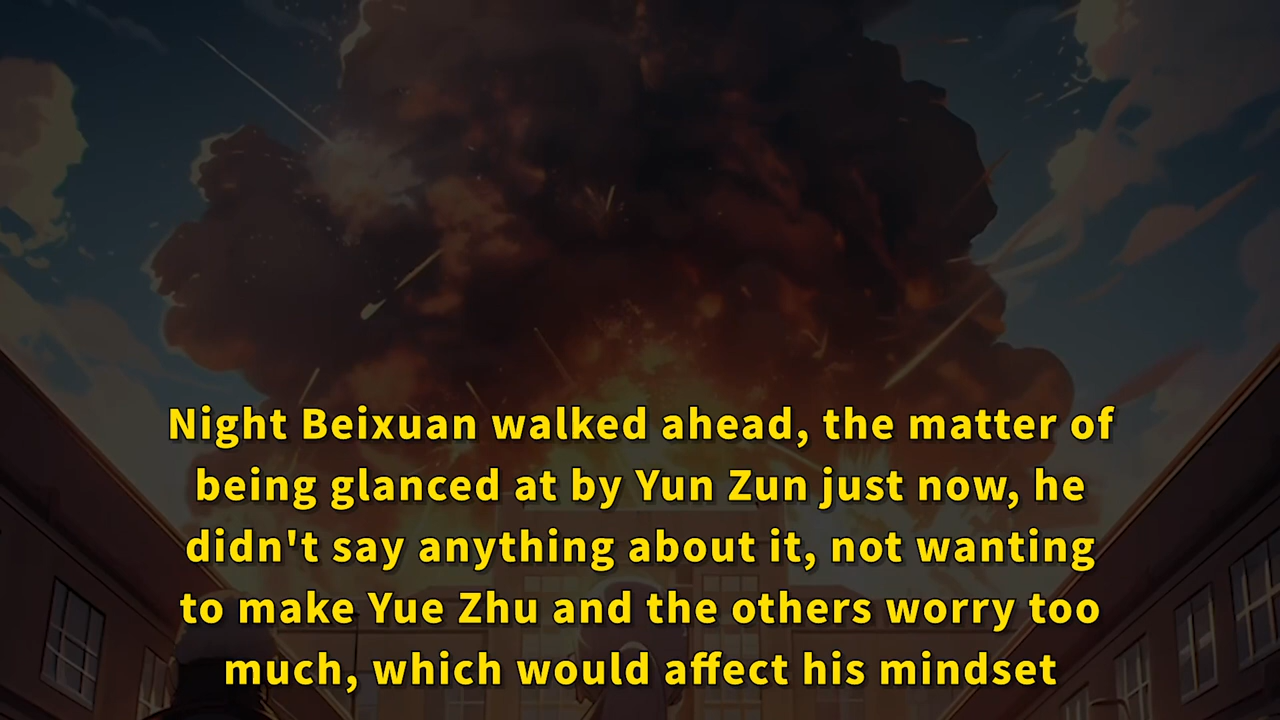 Night Beixuan walked ahead, the matter of
being glanced at by Yun Zun just now, he
didn't say anything about it, not wanting
to make Yue Zhu and the others worry too
much, which would affect his mindset